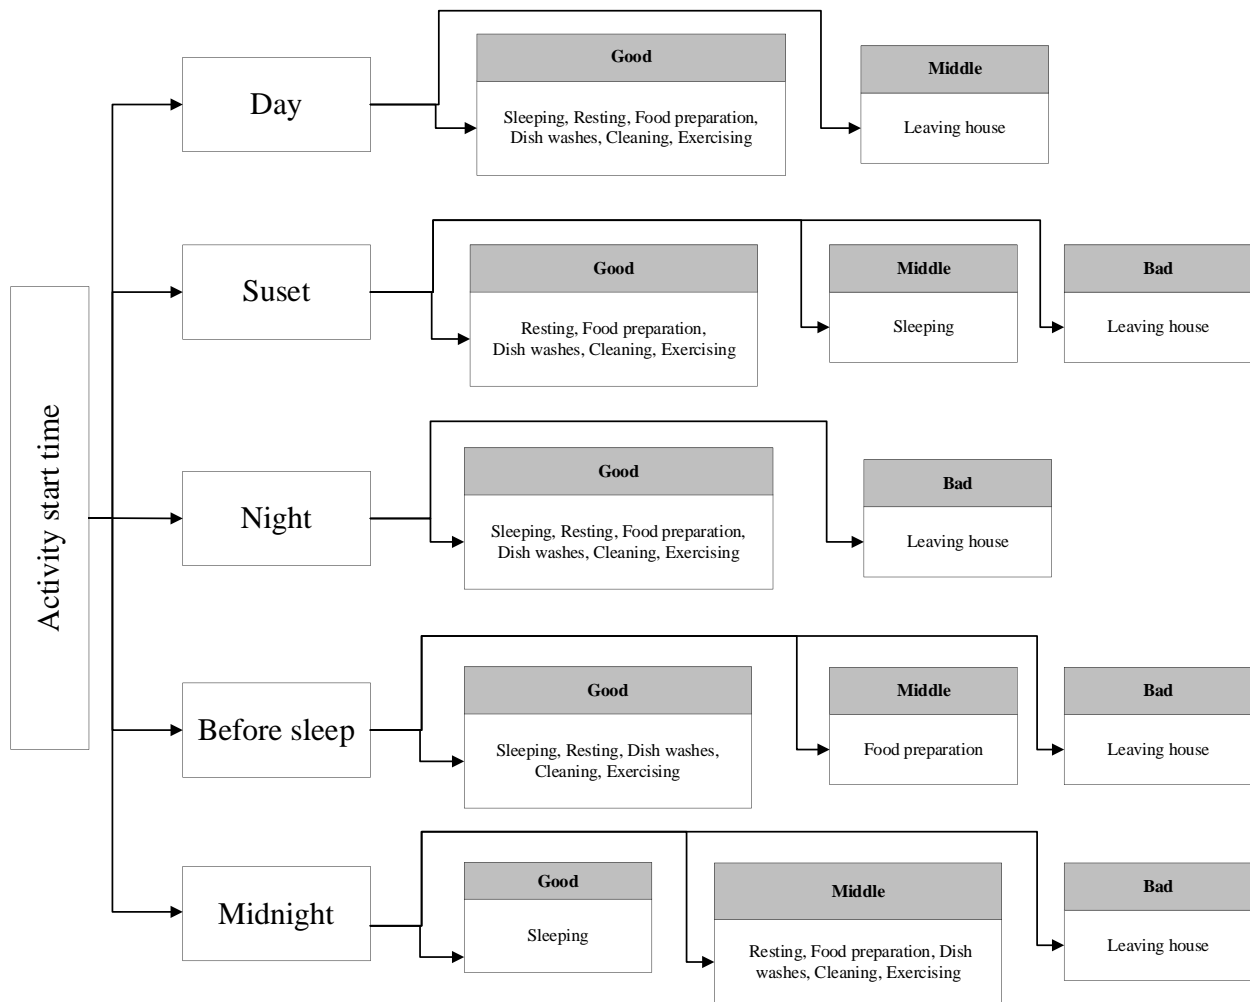 Activity start time
Day
Good
Sleeping, Resting, Food preparation,
Dish washes, Cleaning, Exercising
Middle
Leaving house
Suset
Good
Resting, Food preparation,
Dish washes, Cleaning, Exercising
Middle
Sleeping
Bad
Leaving house
Night
Good
Sleeping, Resting, Food preparation,
Dish washes, Cleaning, Exercising
Bad
Leaving house
Before sleep
Good
Sleeping, Resting, Dish washes,
Cleaning, Exercising
Middle
Food preparation
Bad
Leaving house
Midnight
Good
Sleeping
Middle
Resting, Food preparation, Dish
washes, Cleaning, Exercising
Bad
Leaving house